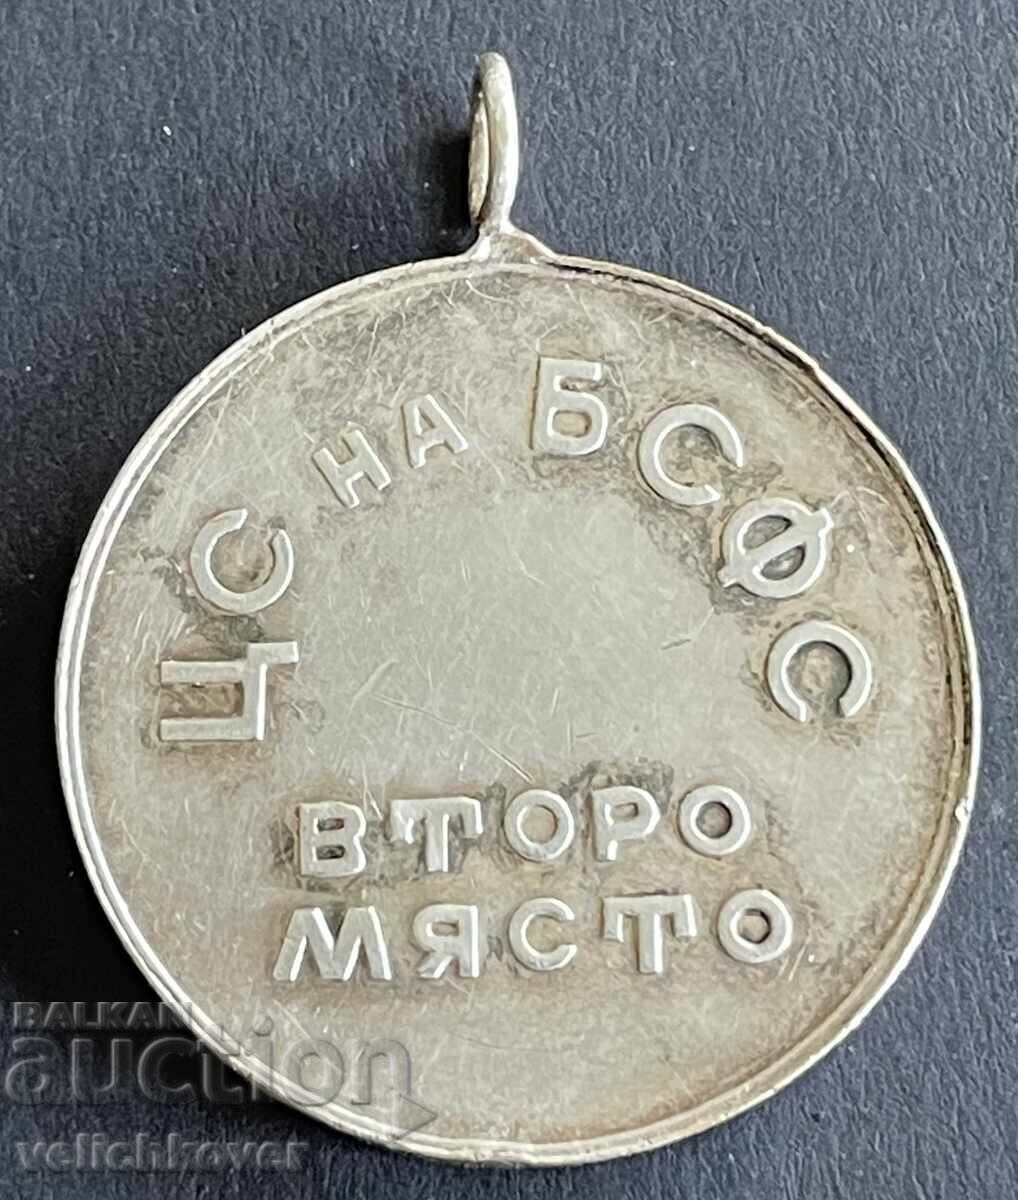 ЦС НА БСФС
ВТОРО
МЯСТО
BALKAN
auction
velichkover